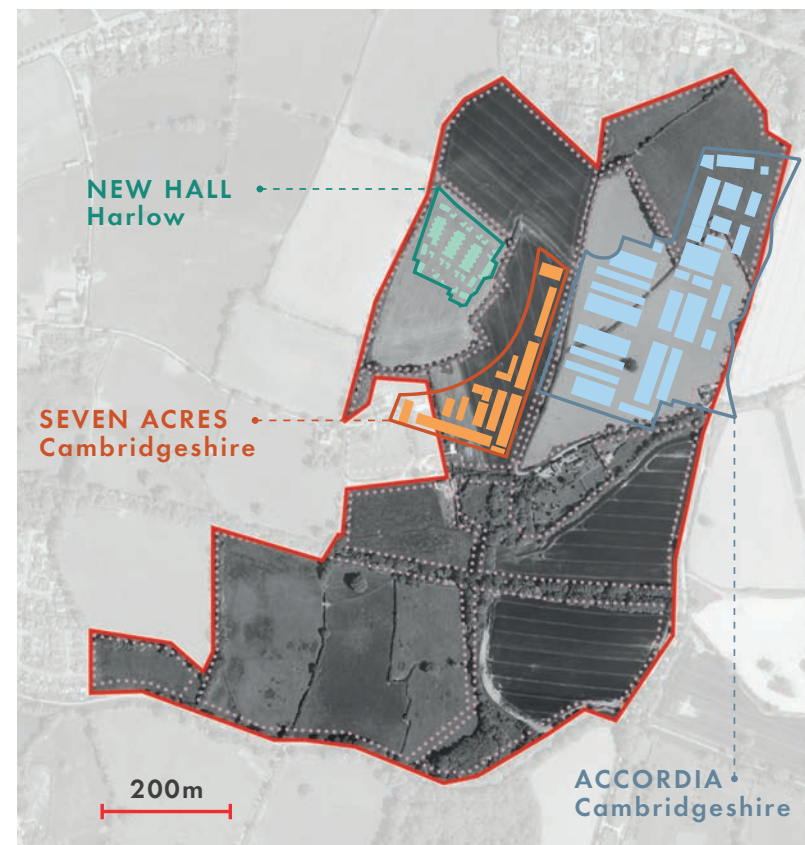 NEW HALL
Harlow
SEVEN ACRES
Cambridgeshire
200m
ACCORDIA
Cambridgeshire